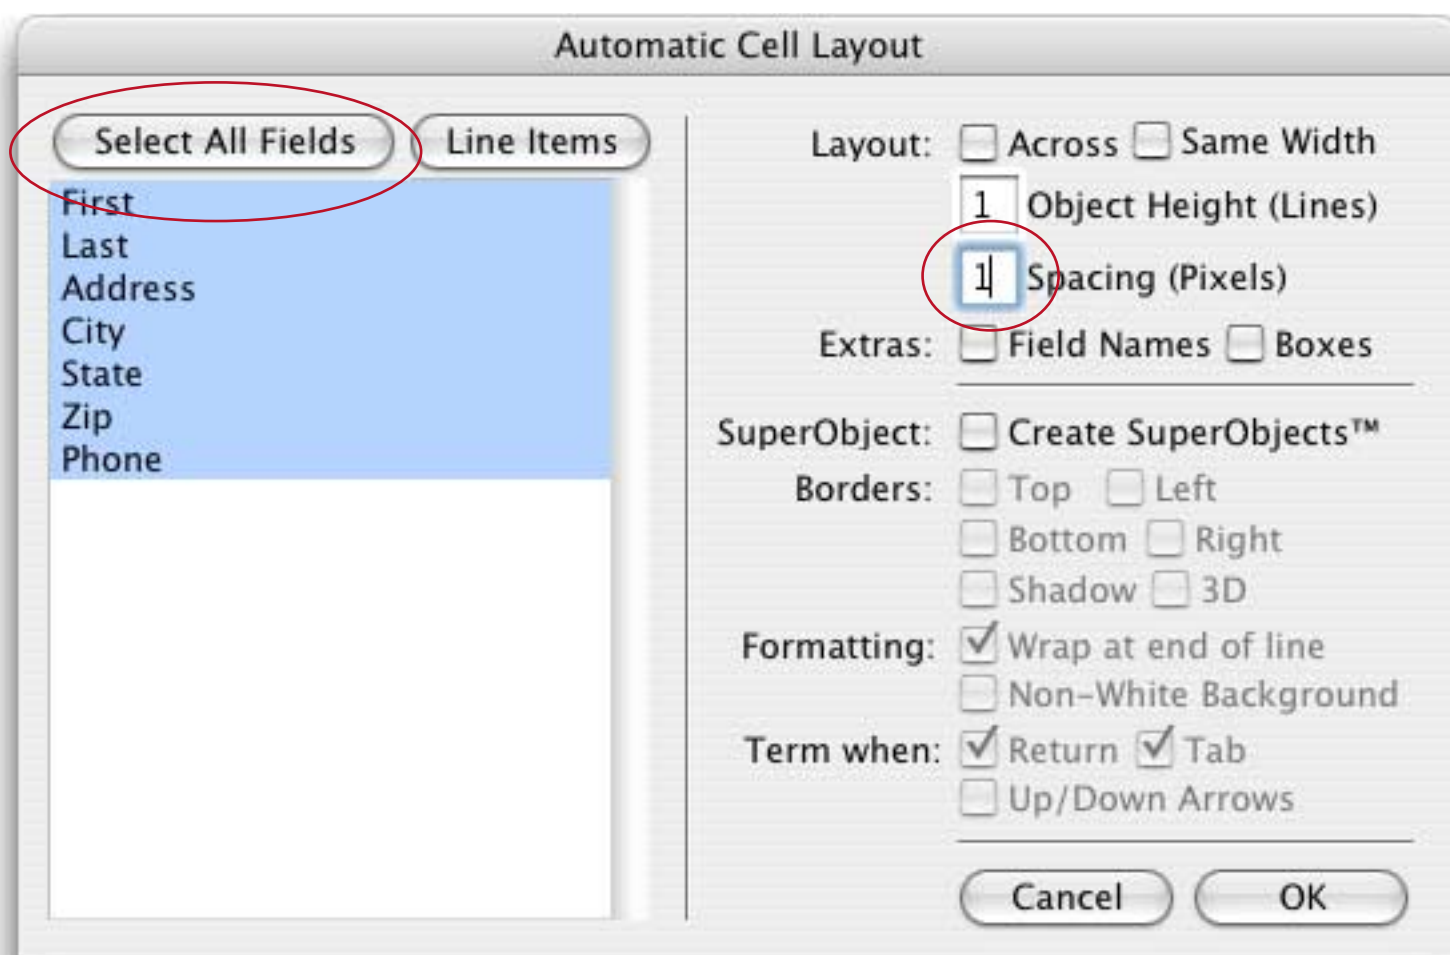 Automatic Cell Layout
Select All Fields Line Items
First
Last
Address
City
State
Zip
Phone
Layout: Across Same Width
1 Object Height (Lines)
1 Spacing (Pixels)
Extras: Field Names Boxes
SuperObject: Create SuperObjects™
Borders: Top Left
Bottom Right
Shadow 3D
Formatting: Wrap at end of line
Non-White Background
Term when: Return Tab
Up/Down Arrows
Cancel OK